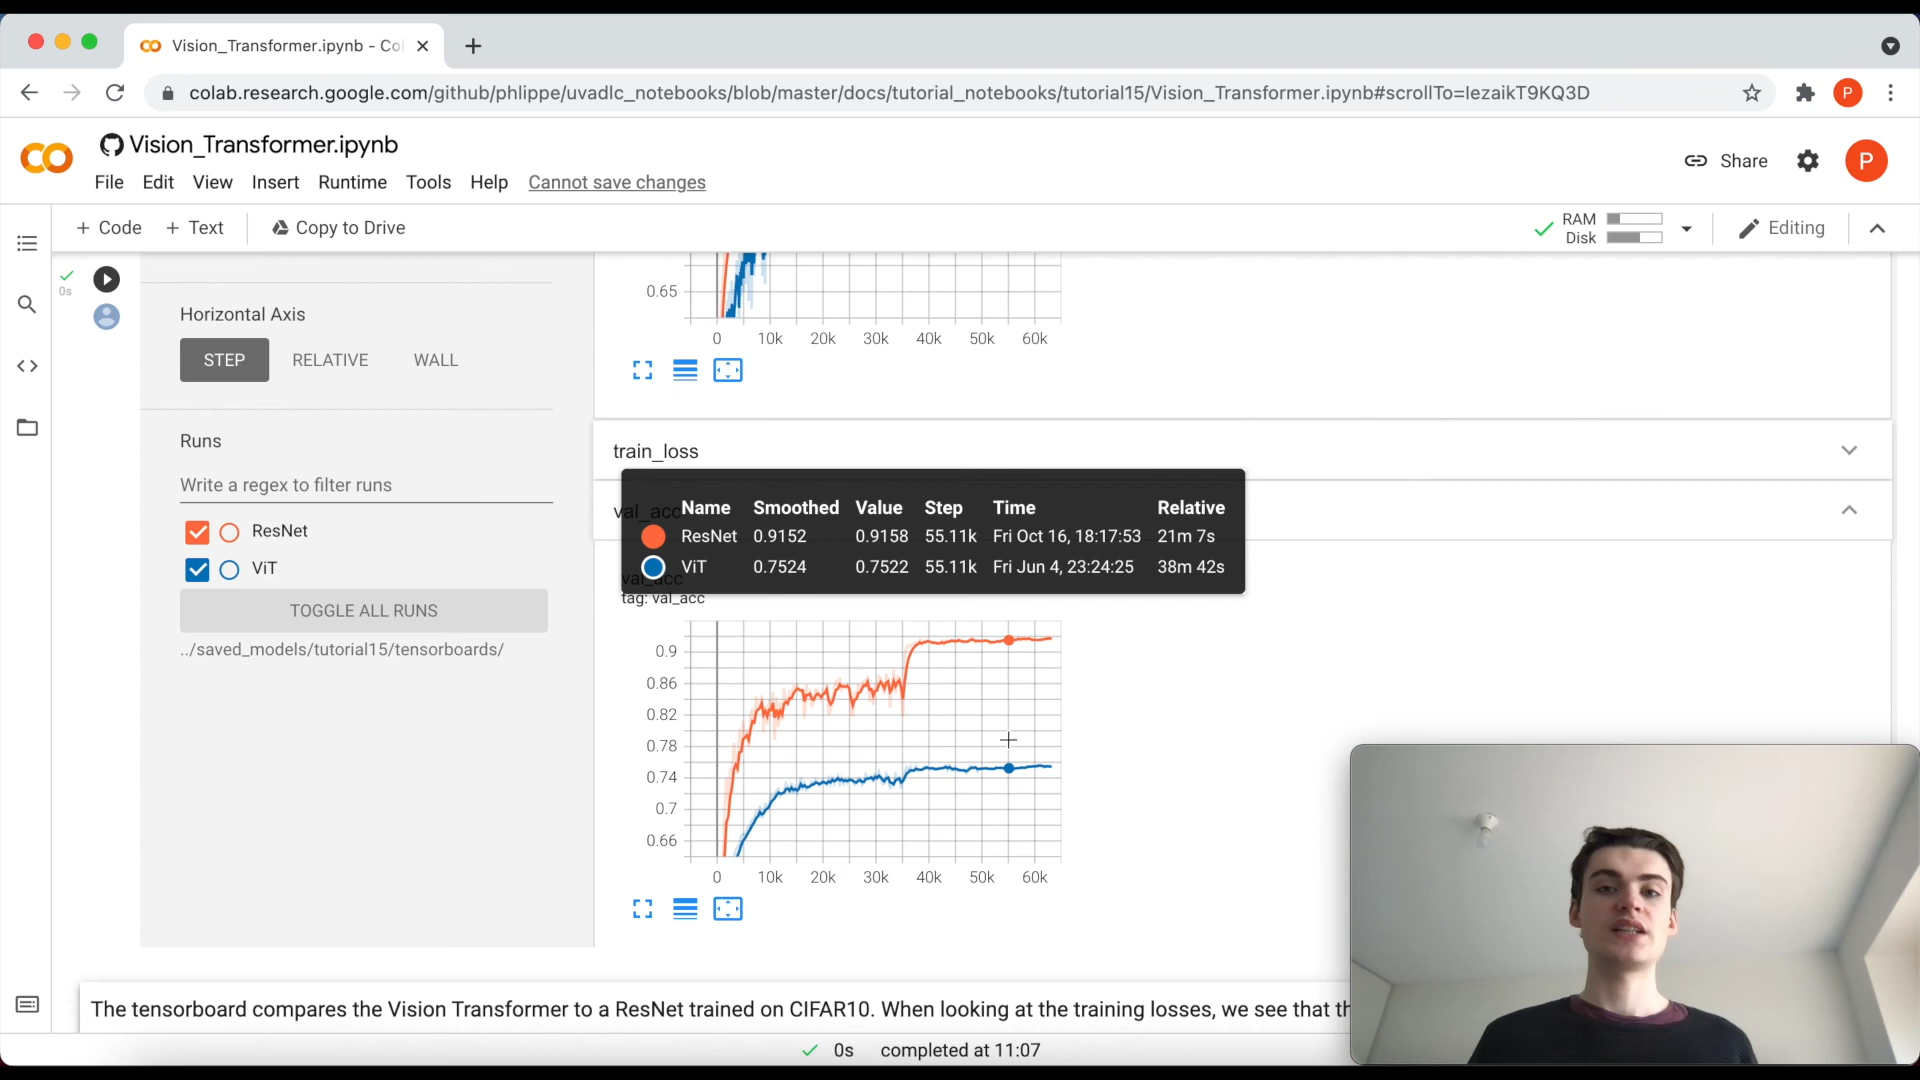 Vision_Transformer.ipynb - Co
colab.research.google.com/github/phlippe/uvadlc_notebooks/blob/master/docs/tutorial_notebooks/tutorial15/Vision_Transformer.ipynb#scrollTo=lezaikT9KQ3D
P
Vision_Transformer.ipynb
File Edit View Insert Runtime Tools Help Cannot save changes
Share
P
+ Code + Text Copy to Drive
RAM
Disk
Editing
0s
Horizontal Axis
STEP RELATIVE WALL
Runs
Write a regex to filter runs
ResNet
ViT
TOGGLE ALL RUNS
../saved_models/tutorial15/tensorboards/
0.65
0 10k 20k 30k 40k 50k 60k
train_loss
val_acc
Name Smoothed Value Step Time Relative
ResNet 0.9152 0.9158 55.11k Fri Oct 16, 18:17:53 21m 7s
ViT 0.7524 0.7522 55.11k Fri Jun 4, 23:24:25 38m 42s
val_acc
tag: val_acc
0.9
0.86
0.82
0.78
0.74
0.7
0.66
0 10k 20k 30k 40k 50k 60k
The tensorboard compares the Vision Transformer to a ResNet trained on CIFAR10. When looking at the training losses, we see that th
0s completed at 11:07